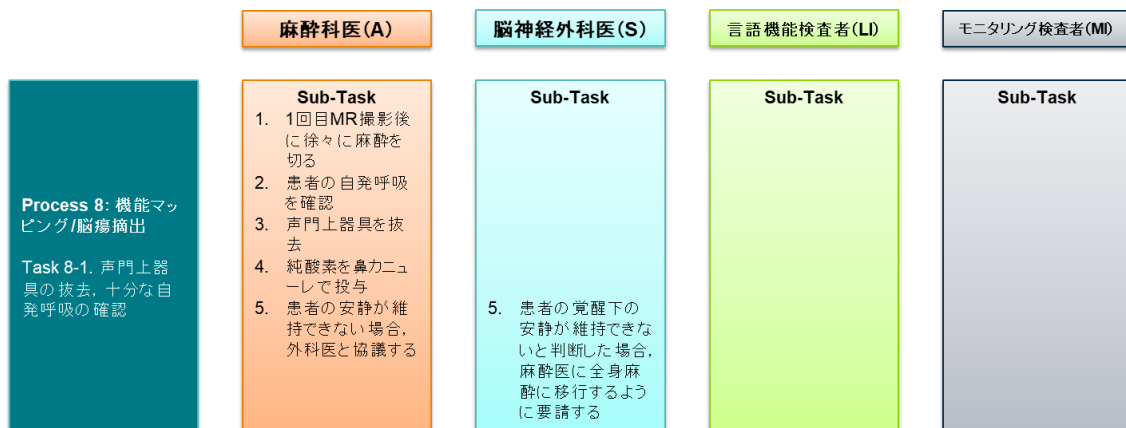 麻酔科医(A)
脳神経外科医(S)
言語機能検査者(LI)
モニタリング検査者(MI)
Process 8: 機能マッ
ピング/脳瘍摘出
Task 8-1. 声門上器
具の抜去, 十分な自
発呼吸の確認
Sub-Task
1. 1回目MR撮影後
に徐々に麻酔を
切る
2. 患者の自発呼吸
を確認
3. 声門上器具を抜
去
4. 純酸素を鼻カニュ
ーレで投与
5. 患者の安静が維
持できない場合,
外科医と協議する
Sub-Task
5. 患者の覚醒下の
安静が維持できな
いと判断した場合,
麻酔医に全身麻
酔に移行するよう
に要請する
Sub-Task
Sub-Task